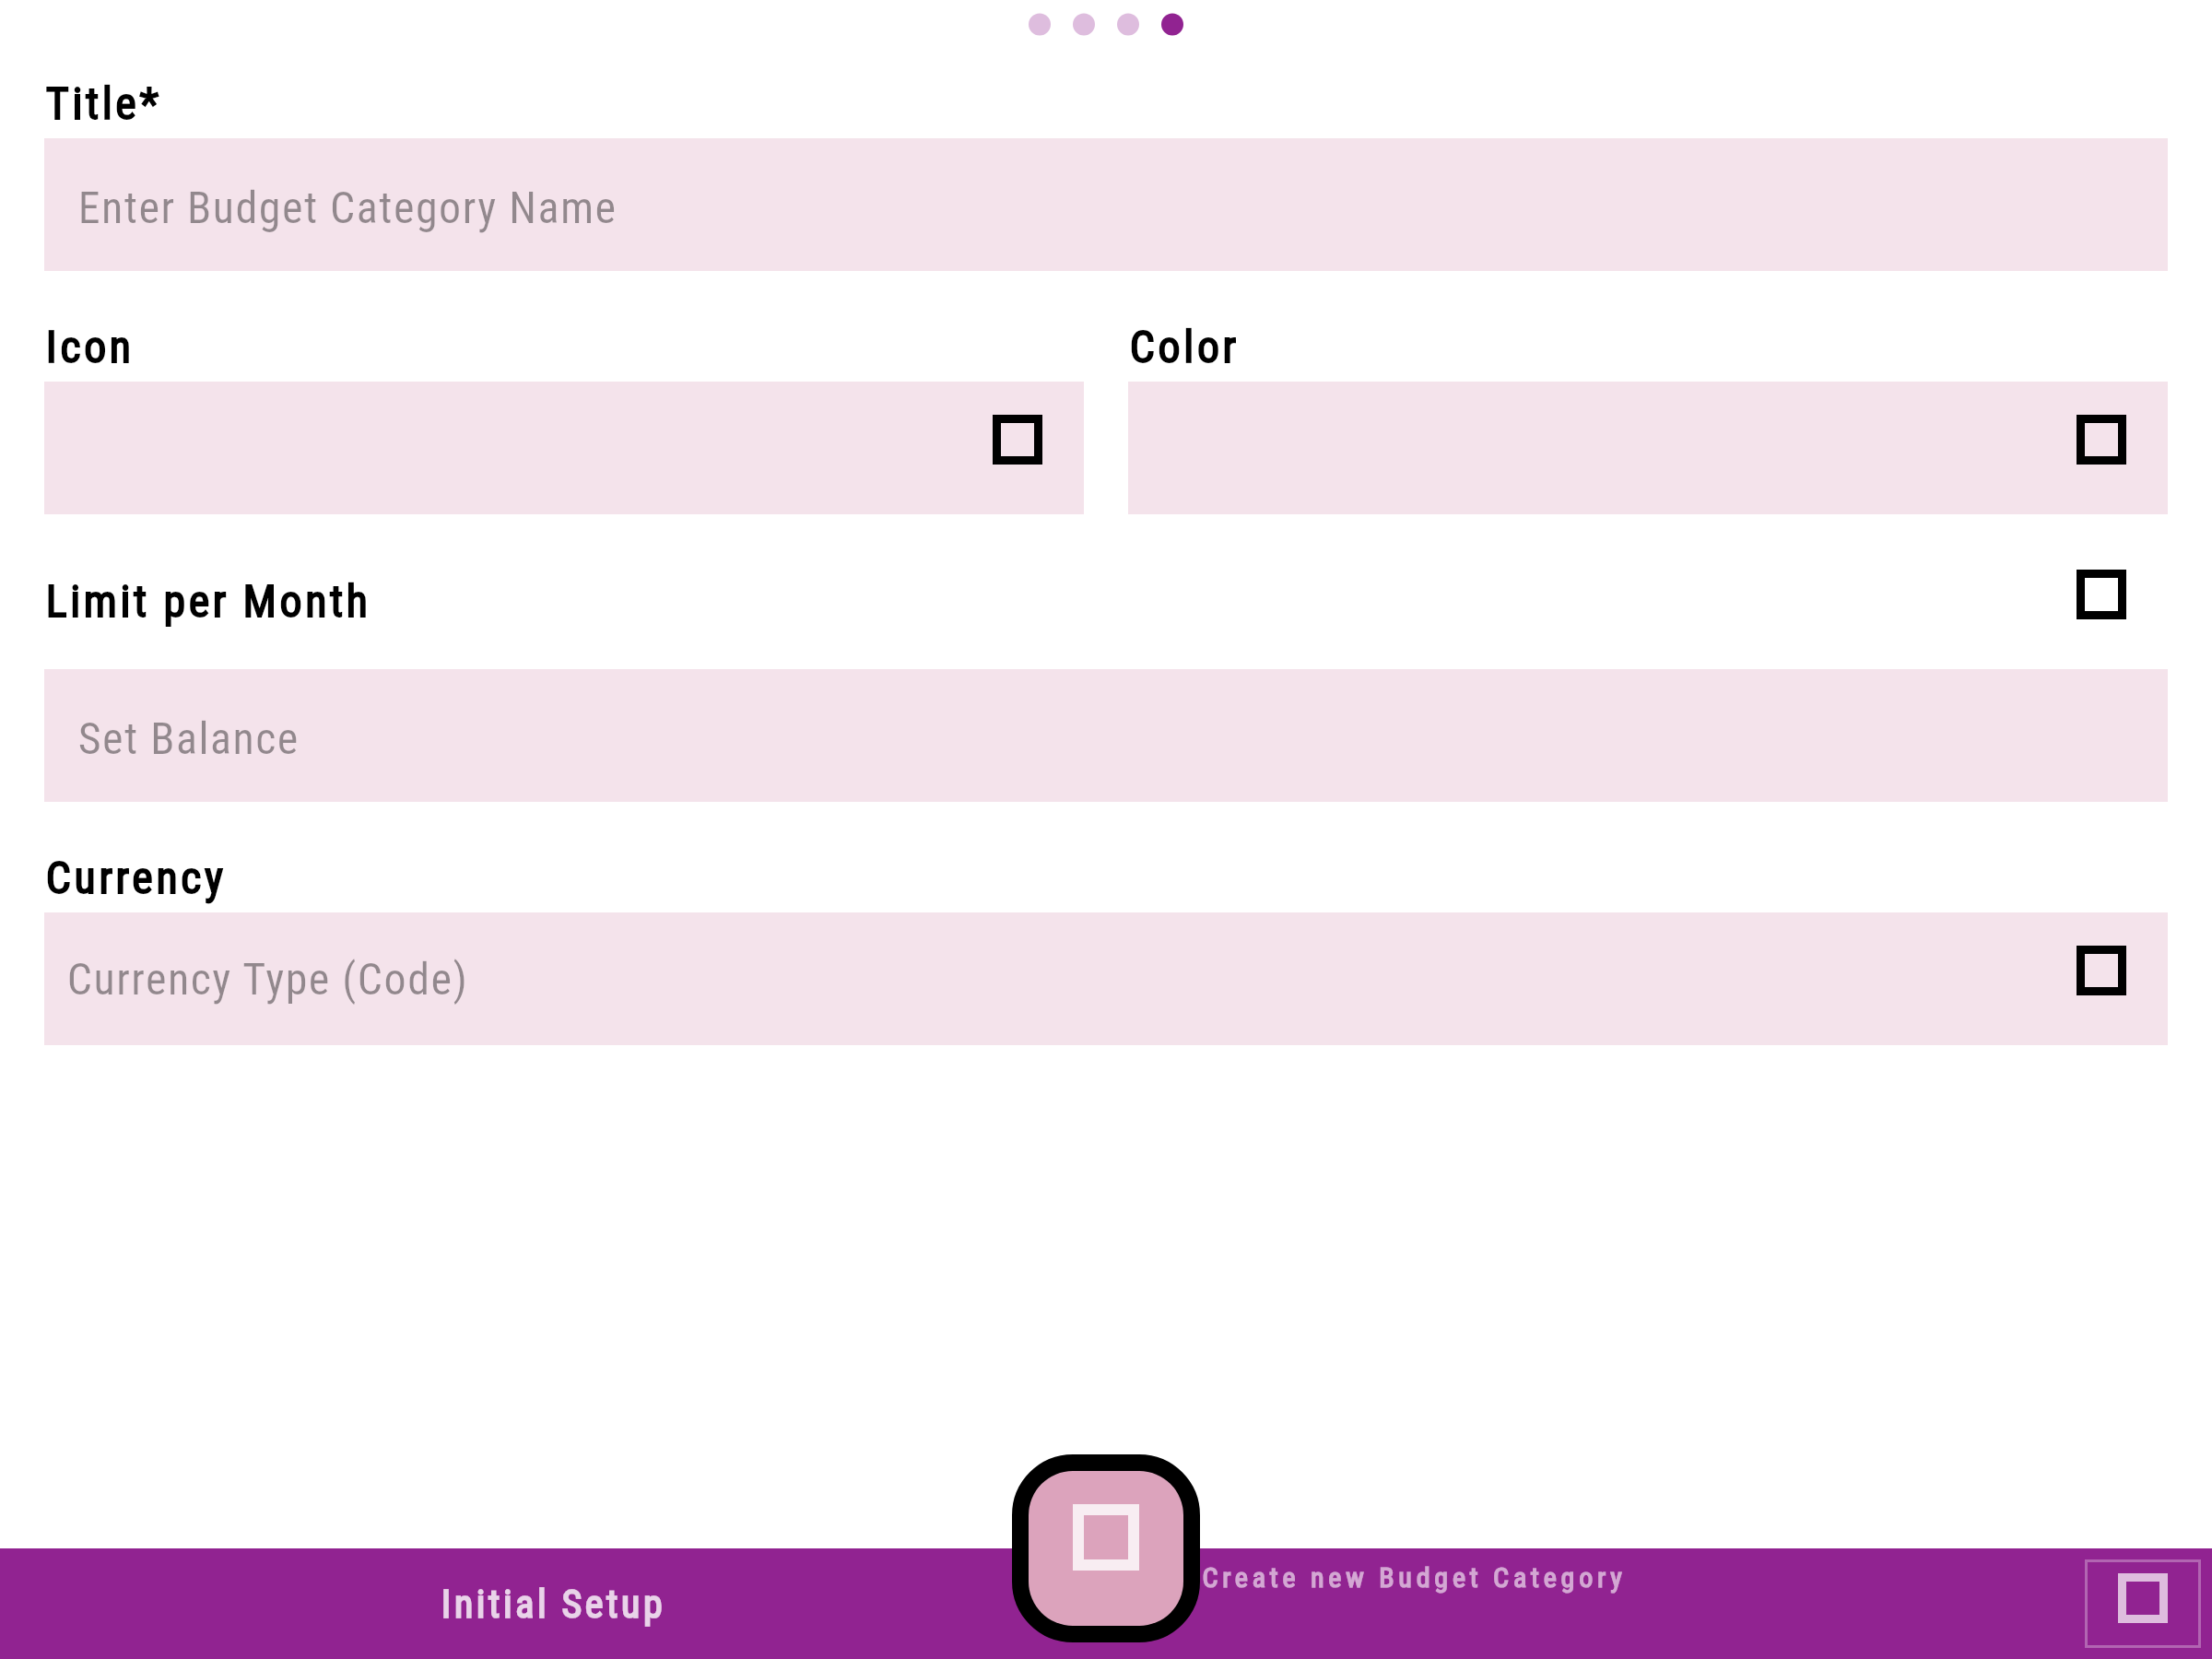 Title*
Enter Budget Category Name
Icon
Color
Limit per Month
Set Balance
Currency
Currency Type (Code)
Initial Setup
Create new Budget Category